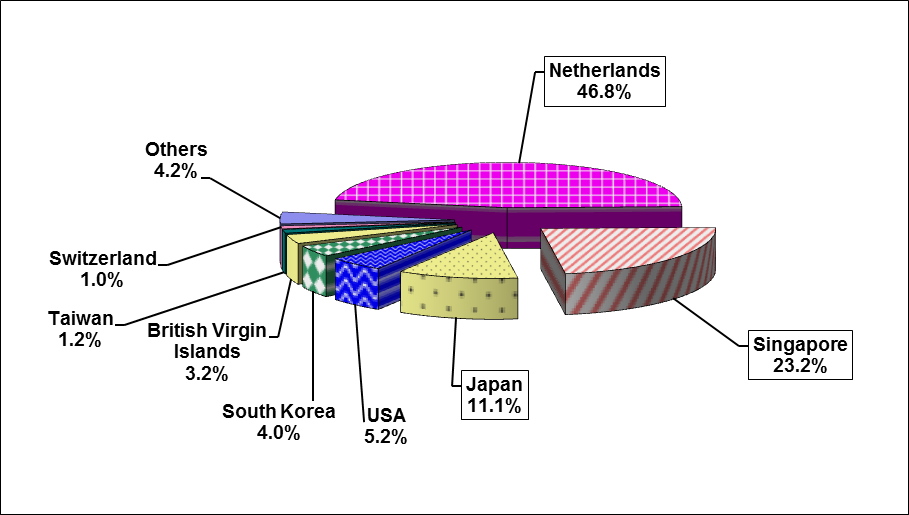 Netherlands
46.8%
Others
4.2%
Switzerland
1.0%
Taiwan
1.2%
British Virgin
Islands
3.2%
South Korea
4.0%
USA
5.2%
Japan
11.1%
Singapore
23.2%